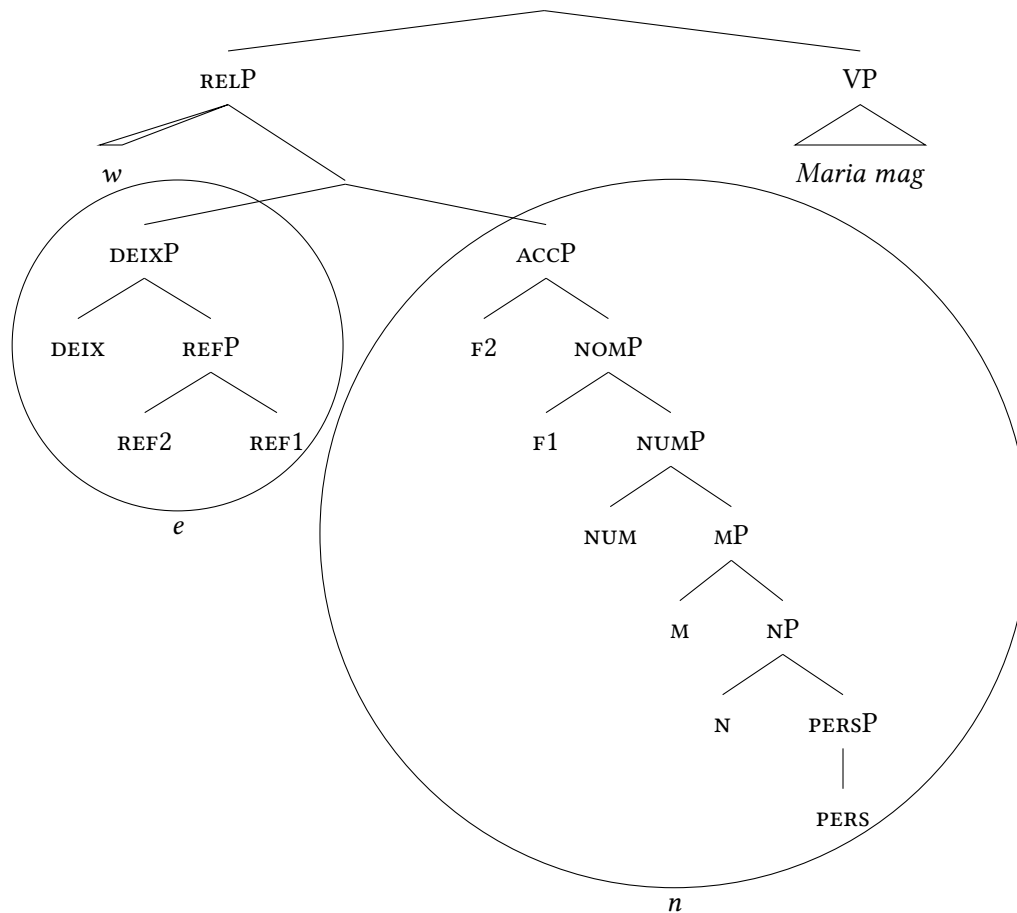 RELP VP
w Maria mag
DEIXP ACCP
DEIX REFP F2 NOMP
REF2 REF1 F1 NUMP
e NUM MP
M NP
N PERSP
PERS
n